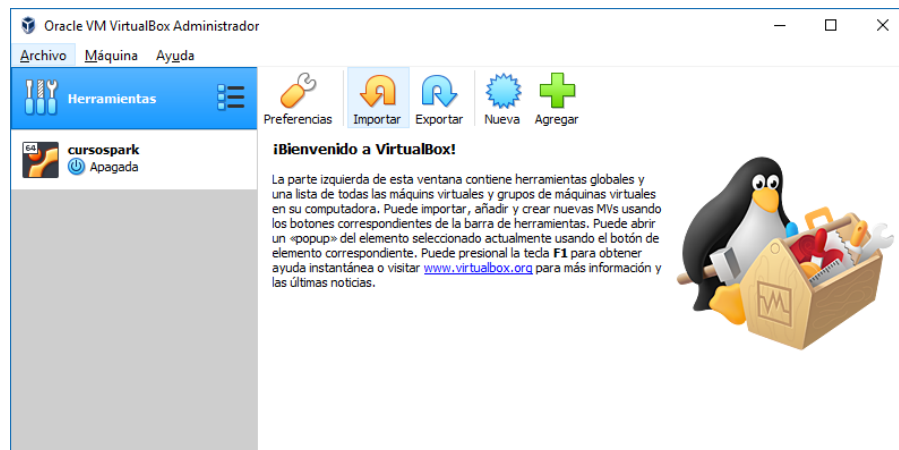 Oracle VM VirtualBox Administrador
Archivo Máquina Ayuda
Herramientas
Preferencias Importar Exportar Nueva Agregar
64
cursospark
Apagada
¡Bienvenido a VirtualBox!
La parte izquierda de esta ventana contiene herramientas globales y
una lista de todas las máquins virtuales y grupos de máquinas virtuales
en su computadora. Puede importar, añadir y crear nuevas MVs usando
los botones correspondientes de la barra de herramientas. Puede abrir
un «popup» del elemento seleccionado actualmente usando el botón de
elemento correspondiente. Puede presional la tecla F1 para obtener
ayuda instantánea o visitar www.virtualbox.org para más información y
las últimas noticias.